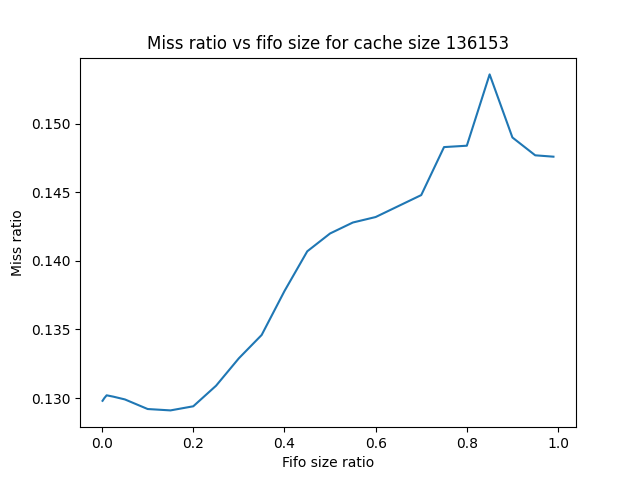 Miss ratio vs fifo size for cache size 136153
0.150
0.145
0.140
0.135
0.130
Miss ratio
0.0 0.2 0.4 0.6 0.8 1.0
Fifo size ratio